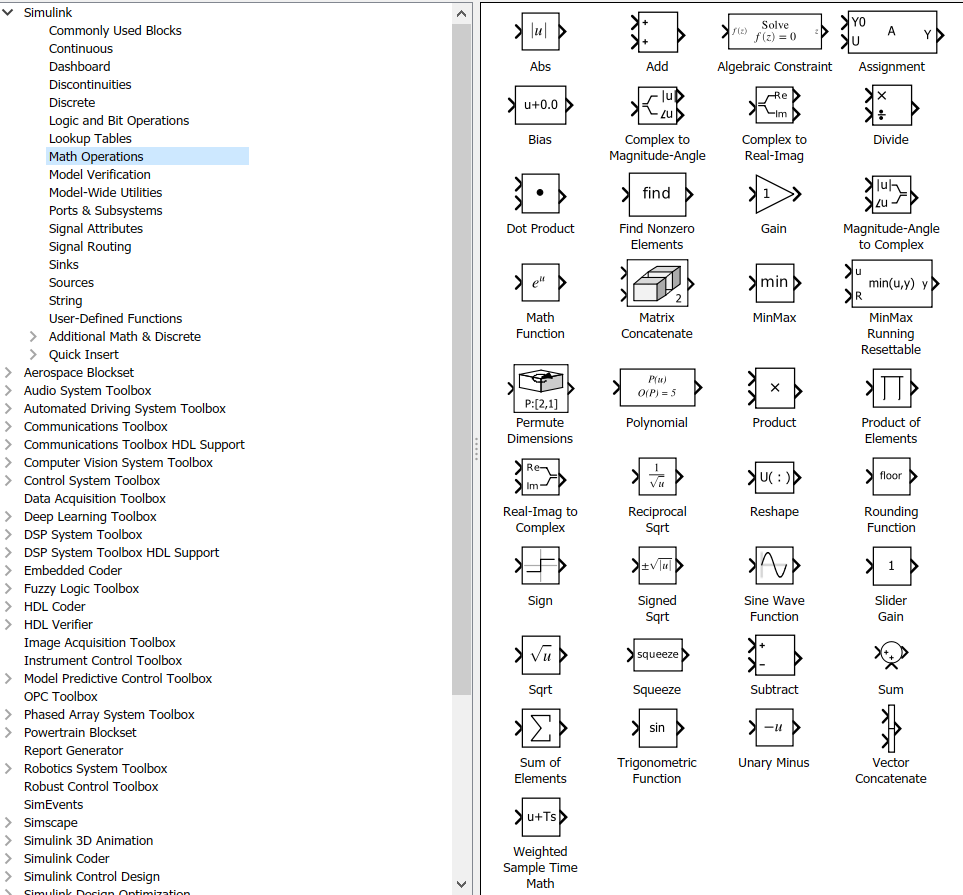 Simulink
Commonly Used Blocks
Continuous
Dashboard
Discontinuities
Discrete
Logic and Bit Operations
Lookup Tables
Math Operations
Model Verification
Model-Wide Utilities
Ports & Subsystems
Signal Attributes
Signal Routing
Sinks
Sources
String
User-Defined Functions
Additional Math & Discrete
Quick Insert
Aerospace Blockset
Audio System Toolbox
Automated Driving System Toolbox
Communications Toolbox
Communications Toolbox HDL Support
Computer Vision System Toolbox
Control System Toolbox
Data Acquisition Toolbox
Deep Learning Toolbox
DSP System Toolbox
DSP System Toolbox HDL Support
Embedded Coder
Fuzzy Logic Toolbox
HDL Coder
HDL Verifier
Image Acquisition Toolbox
Instrument Control Toolbox
Model Predictive Control Toolbox
OPC Toolbox
Phased Array System Toolbox
Powertrain Blockset
Report Generator
Robotics System Toolbox
Robust Control Toolbox
SimEvents
Simscape
Simulink 3D Animation
Simulink Coder
Simulink Control Design
Simulink Design Optimization
|u|
Abs
+
+
Add
Solve
f(z) f(z) = 0 z
Algebraic Constraint
Y0
U A Y
Assignment
u+0.0
Bias
|u|
∠u
Complex to
Magnitude-Angle
Re
Im
Complex to
Real-Imag
×
÷
Divide
•
Dot Product
find
Find Nonzero
Elements
1
Gain
|u|
∠u
Magnitude-Angle
to Complex
e^u
Math
Function
2
Matrix
Concatenate
min
MinMax
u
min(u,y) y
R
MinMax
Running
Resettable
P:[2,1]
Permute
Dimensions
P(u)
O(P) = 5
Polynomial
×
Product
∏
Product of
Elements
Re
Im
Real-Imag to
Complex
1
√u
Reciprocal
Sqrt
U( : )
Reshape
floor
Rounding
Function
Sign
±√|u|
Signed
Sqrt
Sine Wave
Function
1
Slider
Gain
√u
Sqrt
squeeze
Squeeze
+
−
Subtract
+
+
Sum
∑
Sum of
Elements
sin
Trigonometric
Function
−u
Unary Minus
Vector
Concatenate
u+Ts
Weighted
Sample Time
Math